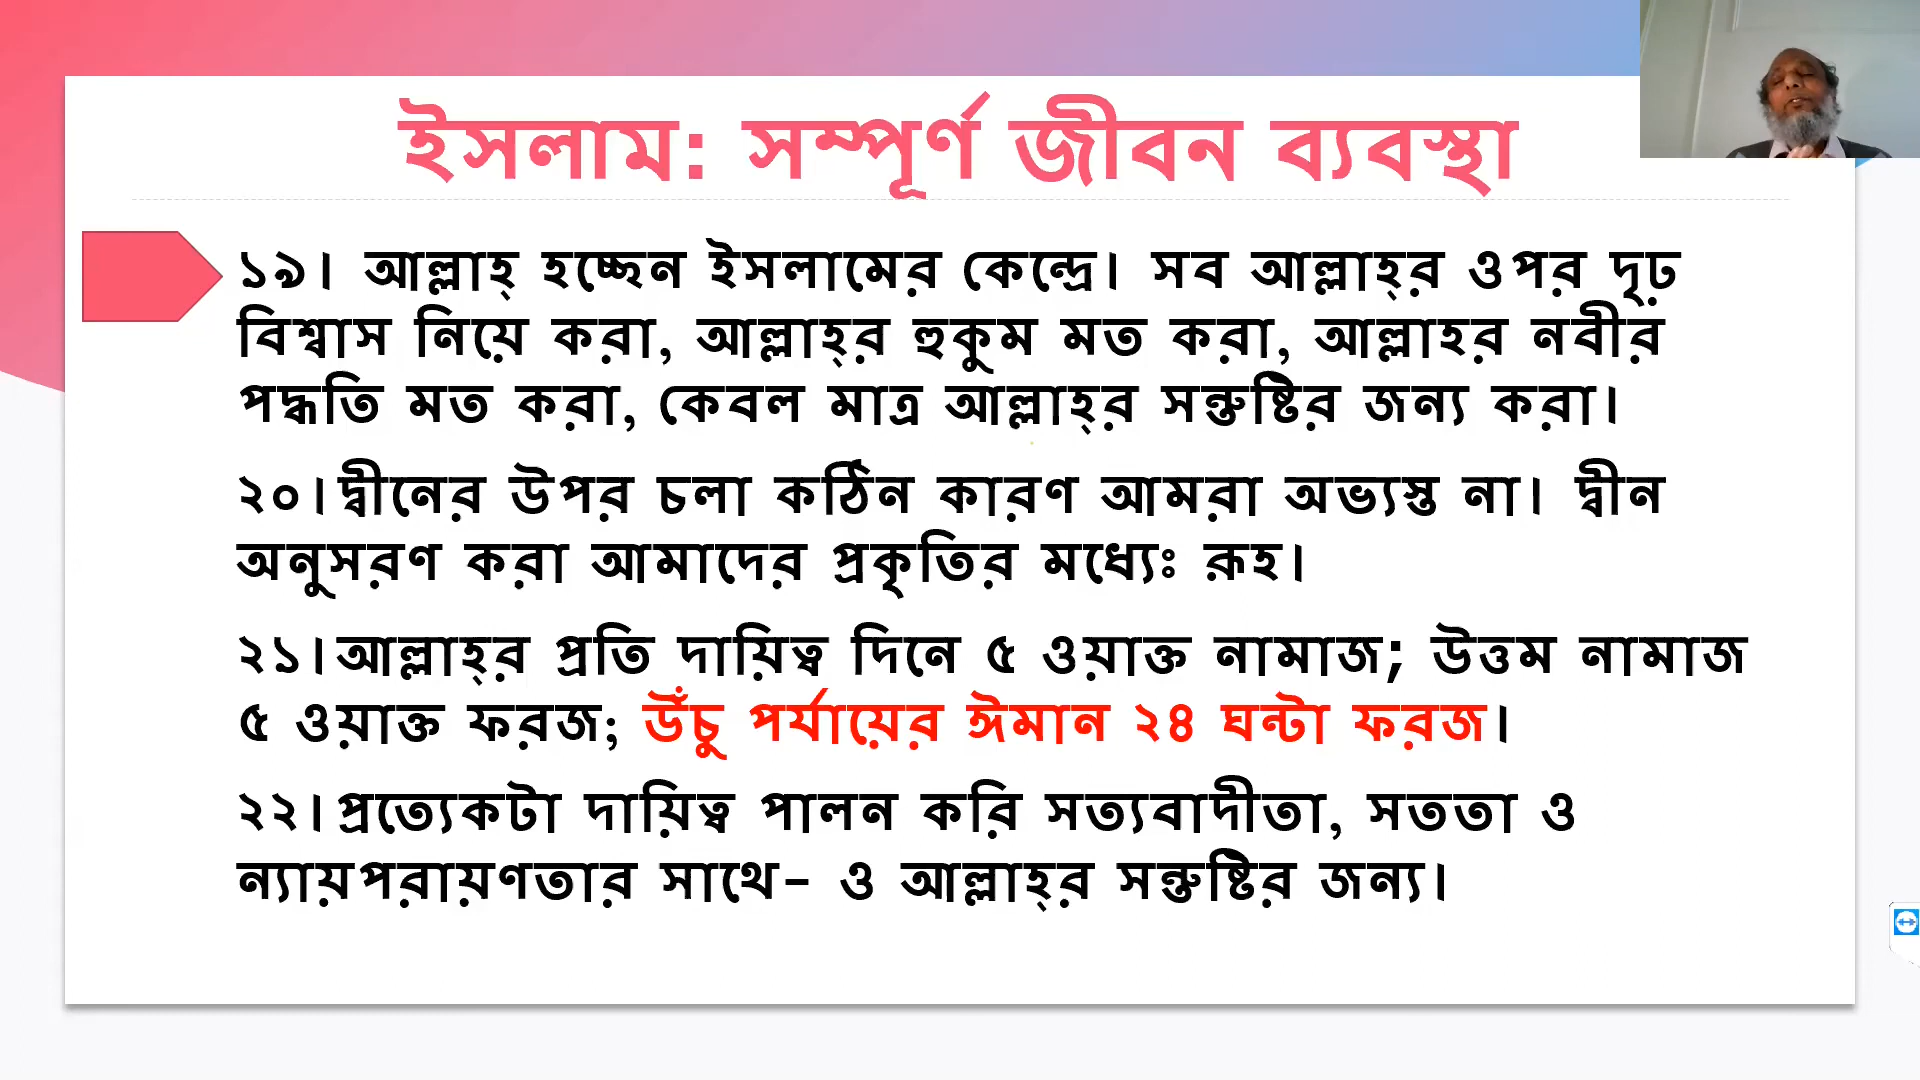 ইসলাম: সম্পূর্ণ জীবন ব্যবস্থা
১৯। আল্লাহ্ হচ্ছেন ইসলামের কেন্দ্রে। সব আল্লাহ্‌র ওপর দৃঢ়
বিশ্বাস নিয়ে করা, আল্লাহ্‌র হুকুম মত করা, আল্লাহর নবীর
পদ্ধতি মত করা, কেবল মাত্র আল্লাহ্‌র সন্তুষ্টির জন্য করা।
২০। দ্বীনের উপর চলা কঠিন কারণ আমরা অভ্যস্ত না। দ্বীন
অনুসরণ করা আমাদের প্রকৃতির মধ্যেঃ রূহ।
২১। আল্লাহ্‌র প্রতি দায়িত্ব দিনে ৫ ওয়াক্ত নামাজ; উত্তম নামাজ
৫ ওয়াক্ত ফরজ; উঁচু পর্যায়ের ঈমান ২৪ ঘন্টা ফরজ।
২২। প্রত্যেকটা দায়িত্ব পালন করি সত্যবাদীতা, সততা ও
ন্যায়পরায়ণতার সাথে- ও আল্লাহ্‌র সন্তুষ্টির জন্য।